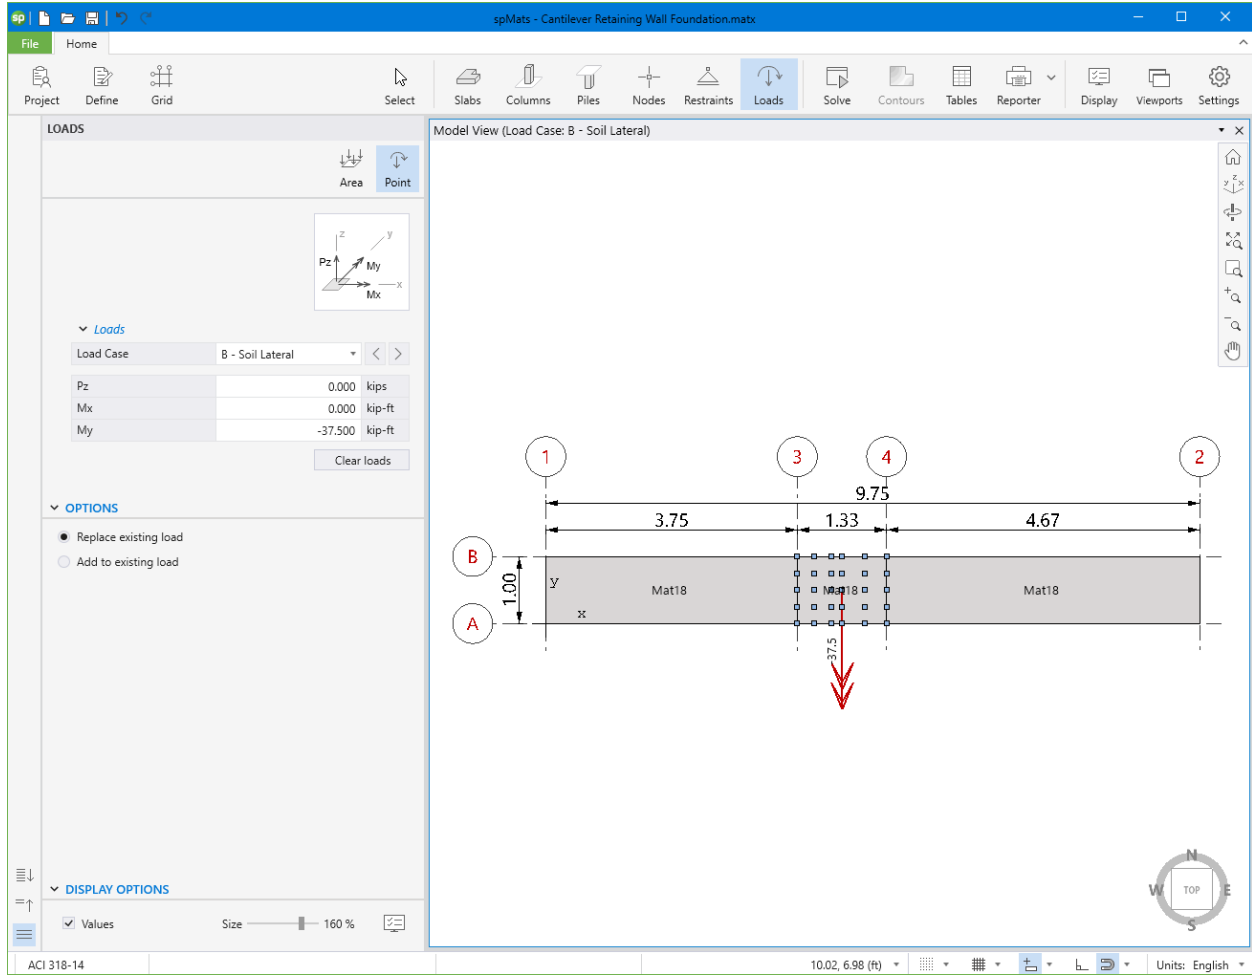 sp spMats - Cantilever Retaining Wall Foundation.matx
File Home
Project Define Grid Select Slabs Columns Piles Nodes Restraints Loads Solve Contours Tables Reporter Display Viewports Settings
LOADS
Model View (Load Case: B - Soil Lateral)
Area Point
z y
Pz My
x
Mx
Loads
Load Case B - Soil Lateral
Pz 0.000 kips
Mx 0.000 kip-ft
My -37.500 kip-ft
Clear loads
OPTIONS
Replace existing load
Add to existing load
y z x
1 3 4 2
9.75
3.75 1.33 4.67
B
1.00
y
Mat18 Mat18 Mat18
x
A
37.5
N
W TOP E
S
DISPLAY OPTIONS
Values Size 160 %
ACI 318-14 10.02, 6.98 (ft) Units: English